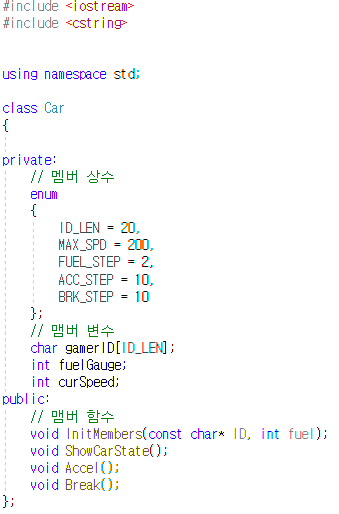 #include <iostream>
#include <cstring>
using namespace std;
class Car
{
private:
// 멤버 상수
enum
{
ID_LEN = 20,
MAX_SPD = 200,
FUEL_STEP = 2,
ACC_STEP = 10,
BRK_STEP = 10
};
// 맴버 변수
char gamerID[ID_LEN];
int fuelGauge;
int curSpeed;
public:
// 맴버 함수
void InitMembers(const char* ID, int fuel);
void ShowCarState();
void Accel();
void Break();
};